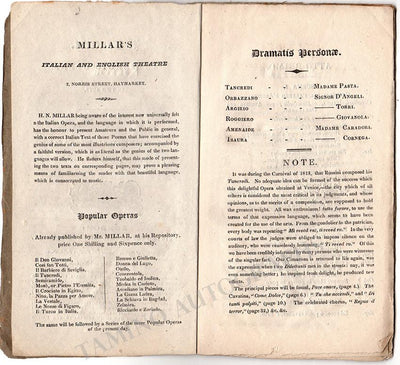 MILLAR'S
ITALIAN AND ENGLISH THEATRE
7, NORRIS STREET, HAYMARKET.
H. N. MILLAR being aware of the interest now universally felt
in the Italian Opera, and the language in which it is performed,
has the honour to present Amateurs and the Public in general,
with a correct Italian Text of those Poems that have exercised the
genius of some of the most illustrious composers; accompanied by
a faithful version, which is as literal as the genius of the two lan-
guages will allow. He flatters himself, that this mode of present-
ing the two texts on corresponding pages, may prove a pleasing
means of familiarising the reader with that beautiful language,
which is consecrated to music.
Popular Operas
Already published by Mr. MILLAR, at his Repository,
price One Shilling and Sixpence only.
Il Don Giovanni,
Così fan Tutti,
Il Barbiere di Seviglia,
Il Tancredi,
Semiramide,
Mosè, or Pietro l'Eremita,
Il Crociato in Egitto,
Nina, la Pazza per Amore,
La Vestale,
Le Nozze di Figaro,
Il Turco in Italia,
Romeo e Giulietta,
Donna del Lago,
Otello,
Cenerentola,
Teobaldo ed Isolina,
Medea in Corinto,
Aureliano in Palmira,
La Gazza Ladra,
La Schiava in Bagdad,
Zelmira,
Ricciardo e Zoraide.
The same will be followed by a Series of the more Popular Operas
of the present day.
Dramatis Personæ.
TANCREDI - - - MADAME PASTA.
ORBAZZANO - - - SIGNOR D'ANGELI.
ARGIRIO - - - TORRI.
ROGGIERO - - - GIOVANOLA.
AMENAIDE - - - MADAME CARADORI.
ISAURA - - - CORNEGA.
NOTE.
It was during the Carnival of 1813, that Rossini composed his
Tancredi. No adequate idea can be formed of the success which
this delightful Opera obtained at Venice,—the city which of all
others is considered the most critical in its judgments, and whose
opinions, as to the merits of a composition, are supposed to hold
the greatest weight. All was enthusiasm! tutto furore, to use the
terms of that expressive language, which seems to have been
created for the use of the arts. From the gondolier to the patrician,
every body was repeating "Mi rivedrai, ti rivedrò." In the very
courts of law the judges were obliged to impose silence on
the auditory, who were ceaselessly humming, "Ti rivedrò." Of this
we have been credibly informed by many persons who were witnesses
of the singular fact.
The principal pieces will be found, Pace onore, (page 4.) The
Cavatina, "Come Dolce," (page 6.) "Tu che accendi," and "Di
tanti palpiti," (page 10.) The celebrated chorus,